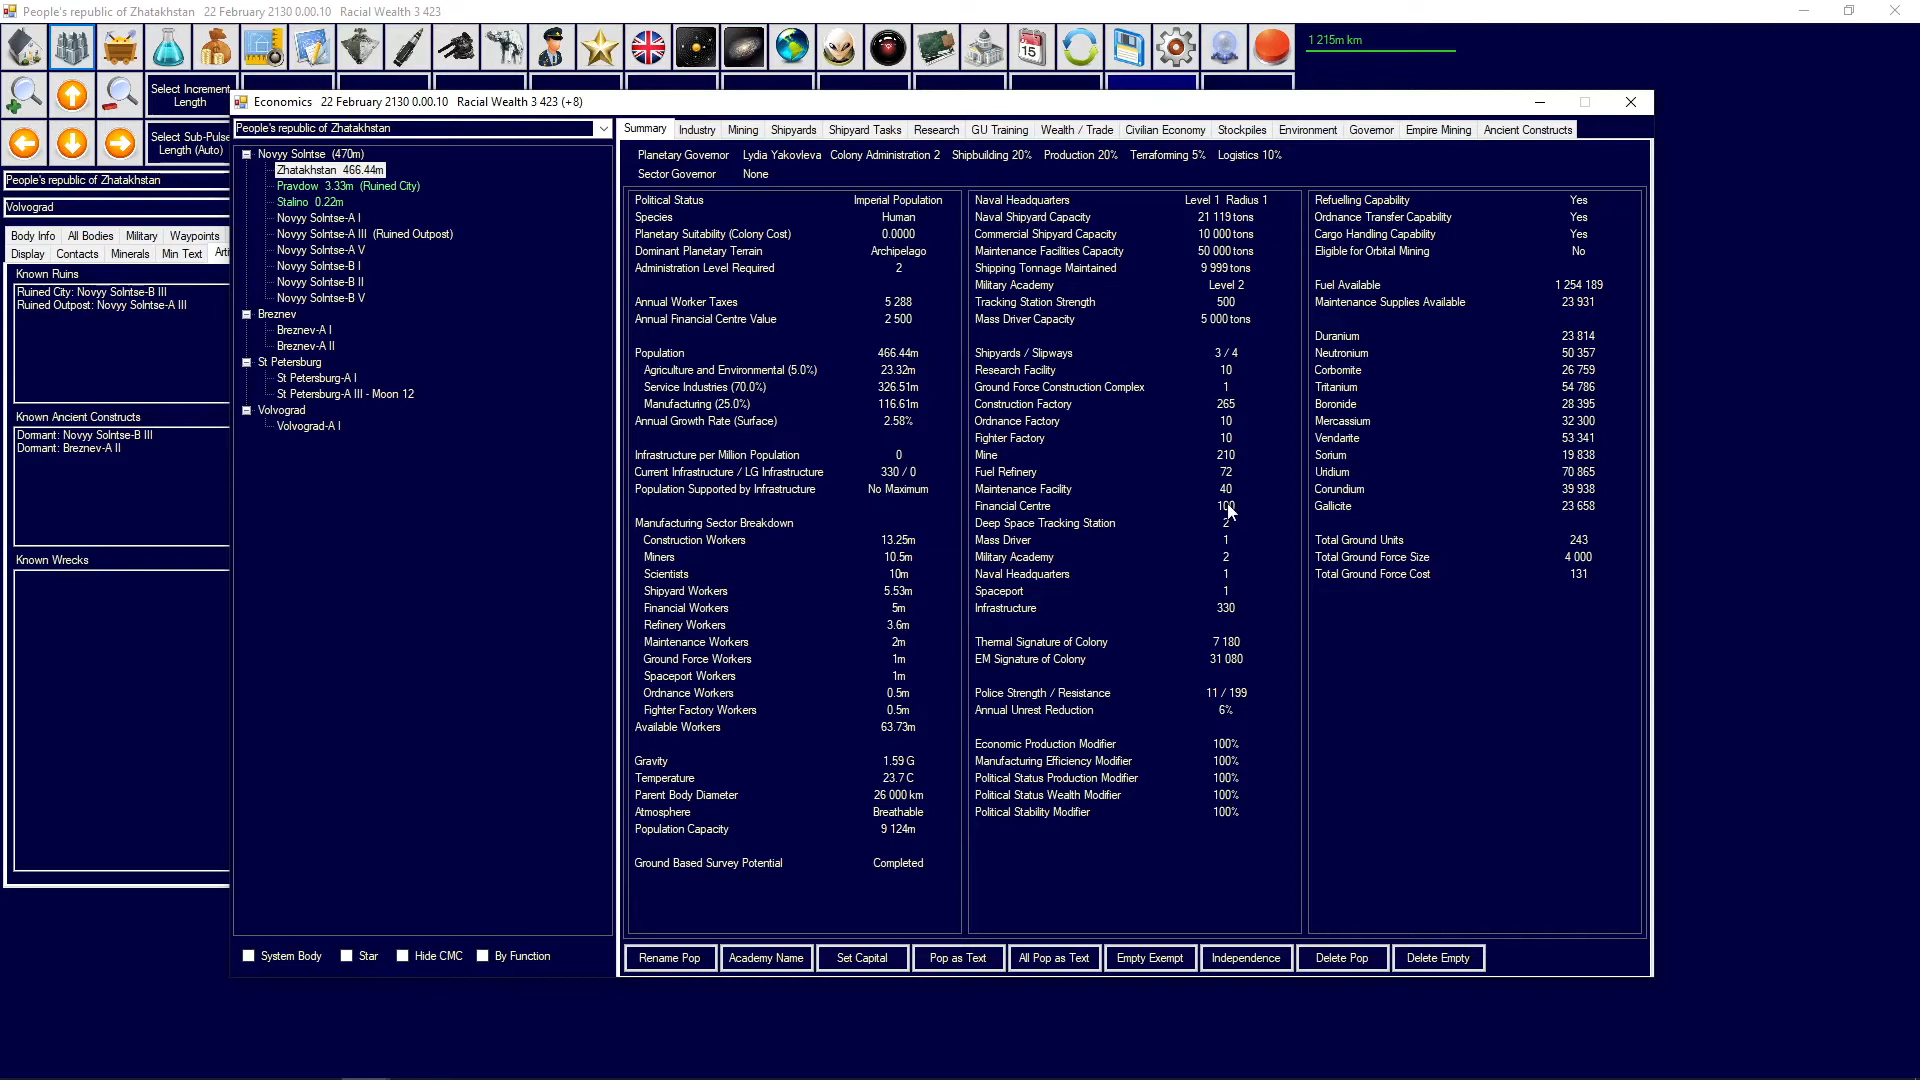 People's republic of Zhatakhstan 22 February 2130 0.00.10 Racial Wealth 3 423
1 215m km
15
Select Increment Length
Select Sub-Pulse Length (Auto)
People's republic of Zhatakhstan
Volvograd
Body Info All Bodies Military Waypoints
Display Contacts Minerals Min Text Arti
Known Ruins
Ruined City: Novyy Solntse-B III
Ruined Outpost: Novyy Solntse-A III
Known Ancient Constructs
Dormant: Novyy Solntse-B III
Dormant: Breznev-A II
Known Wrecks
Economics 22 February 2130 0.00.10 Racial Wealth 3 423 (+8)
People's republic of Zhatakhstan
Novyy Solntse (470m)
Zhatakhstan 466.44m
Pravdow 3.33m (Ruined City)
Stalino 0.22m
Novyy Solntse-A I
Novyy Solntse-A III (Ruined Outpost)
Novyy Solntse-A V
Novyy Solntse-B I
Novyy Solntse-B II
Novyy Solntse-B V
Breznev
Breznev-A I
Breznev-A II
St Petersburg
St Petersburg-A I
St Petersburg-A III - Moon 12
Volvograd
Volvograd-A I
System Body Star Hide CMC By Function
Summary Industry Mining Shipyards Shipyard Tasks Research GU Training Wealth / Trade Civilian Economy Stockpiles Environment Governor Empire Mining Ancient Constructs
Planetary Governor Lydia Yakovleva Colony Administration 2 Shipbuilding 20% Production 20% Terraforming 5% Logistics 10%
Sector Governor None
Political Status Imperial Population
Species Human
Planetary Suitability (Colony Cost) 0.0000
Dominant Planetary Terrain Archipelago
Administration Level Required 2
Annual Worker Taxes 5 288
Annual Financial Centre Value 2 500
Population 466.44m
Agriculture and Environmental (5.0%) 23.32m
Service Industries (70.0%) 326.51m
Manufacturing (25.0%) 116.61m
Annual Growth Rate (Surface) 2.58%
Infrastructure per Million Population 0
Current Infrastructure / LG Infrastructure 330 / 0
Population Supported by Infrastructure No Maximum
Manufacturing Sector Breakdown
Construction Workers 13.25m
Miners 10.5m
Scientists 10m
Shipyard Workers 5.53m
Financial Workers 5m
Refinery Workers 3.6m
Maintenance Workers 2m
Ground Force Workers 1m
Spaceport Workers 1m
Ordnance Workers 0.5m
Fighter Factory Workers 0.5m
Available Workers 63.73m
Gravity 1.59 G
Temperature 23.7 C
Parent Body Diameter 26 000 km
Atmosphere Breathable
Population Capacity 9 124m
Ground Based Survey Potential Completed
Naval Headquarters Level 1 Radius 1
Naval Shipyard Capacity 21 119 tons
Commercial Shipyard Capacity 10 000 tons
Maintenance Facilities Capacity 50 000 tons
Shipping Tonnage Maintained 9 999 tons
Military Academy Level 2
Tracking Station Strength 500
Mass Driver Capacity 5 000 tons
Shipyards / Slipways 3 / 4
Research Facility 10
Ground Force Construction Complex 1
Construction Factory 265
Ordnance Factory 10
Fighter Factory 10
Mine 210
Fuel Refinery 72
Maintenance Facility 40
Financial Centre 100
Deep Space Tracking Station 2
Mass Driver 1
Military Academy 2
Naval Headquarters 1
Spaceport 1
Infrastructure 330
Thermal Signature of Colony 7 180
EM Signature of Colony 31 080
Police Strength / Resistance 11 / 199
Annual Unrest Reduction 6%
Economic Production Modifier 100%
Manufacturing Efficiency Modifier 100%
Political Status Production Modifier 100%
Political Status Wealth Modifier 100%
Political Stability Modifier 100%
Refuelling Capability Yes
Ordnance Transfer Capability Yes
Cargo Handling Capability Yes
Eligible for Orbital Mining No
Fuel Available 1 254 189
Maintenance Supplies Available 23 931
Duranium 23 814
Neutronium 50 357
Corbomite 26 759
Tritanium 54 786
Boronide 28 395
Mercassium 32 300
Vendarite 53 341
Sorium 19 838
Uridium 70 865
Corundium 39 938
Gallicite 23 658
Total Ground Units 243
Total Ground Force Size 4 000
Total Ground Force Cost 131
Rename Pop Academy Name Set Capital Pop as Text All Pop as Text Empty Exempt Independence Delete Pop Delete Empty